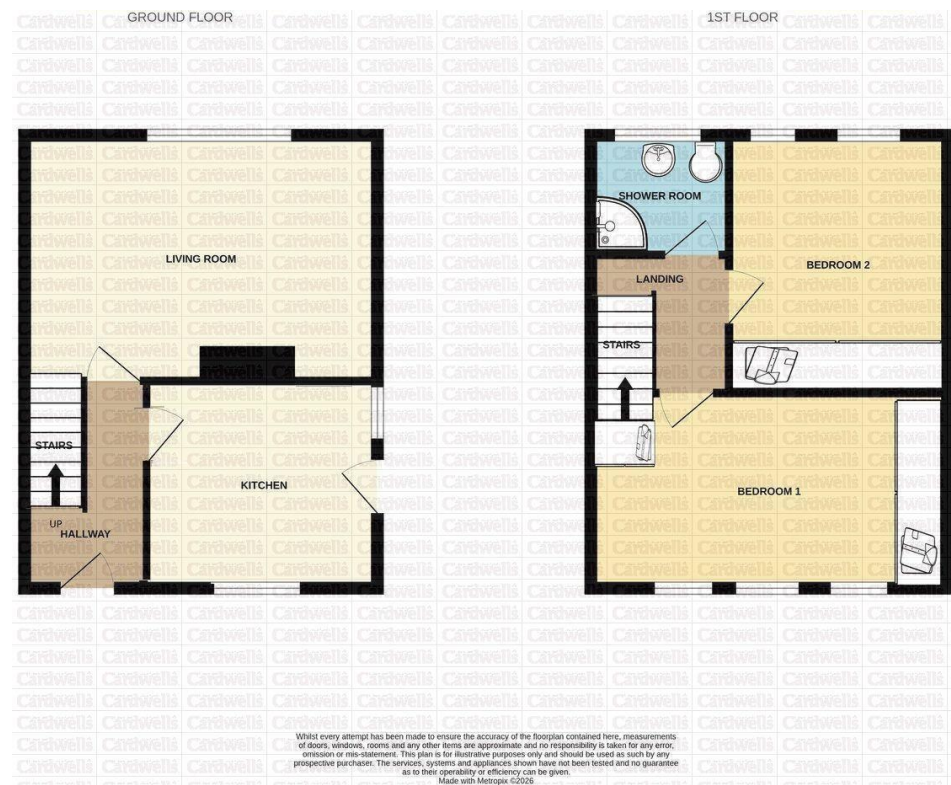 GROUND FLOOR
1ST FLOOR
SHOWER ROOM
LIVING ROOM
BEDROOM 2
LANDING
STAIRS
STAIRS
KITCHEN
BEDROOM 1
UP
HALLWAY
Whilst every attempt has been made to ensure the accuracy of the floorplan contained here, measurements
of doors, windows, rooms and any other items are approximate and no responsibility is taken for any error,
omission or mis-statement. This plan is for illustrative purposes only and should be used as such by any
prospective purchaser. The services, systems and appliances shown have not been tested and no guarantee
as to their operability or efficiency can be given.
Made with Metropix ©2026
Cardwells